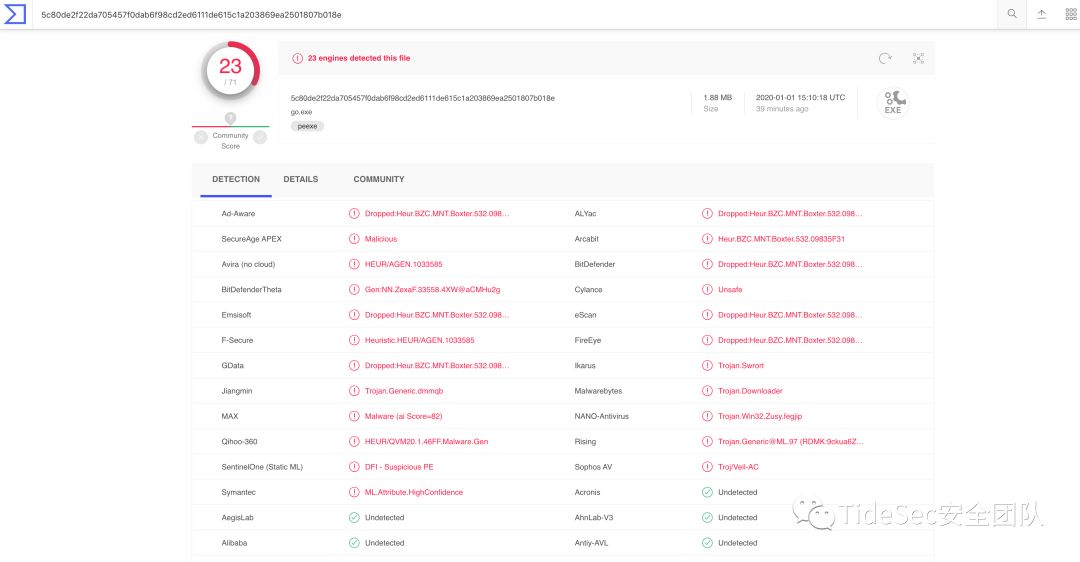 5c80de2f22da705457f0dab6f98cd2ed6111de615c1a203869ea2501807b018e
23
/ 71
Community
Score
23 engines detected this file
5c80de2f22da705457f0dab6f98cd2ed6111de615c1a203869ea2501807b018e
go.exe
peexe
1.88 MB
Size
2020-01-01 15:10:18 UTC
39 minutes ago
EXE
DETECTION DETAILS COMMUNITY
Ad-Aware Dropped:Heur.BZC.MNT.Boxter.532.098… ALYac Dropped:Heur.BZC.MNT.Boxter.532.098…
SecureAge APEX Malicious Arcabit Heur.BZC.MNT.Boxter.532.09835F31
Avira (no cloud) HEUR/AGEN.1033585 BitDefender Dropped:Heur.BZC.MNT.Boxter.532.098…
BitDefenderTheta Gen:NN.ZexaF.33558.4XW@aCMHu2g Cylance Unsafe
Emsisoft Dropped:Heur.BZC.MNT.Boxter.532.098… eScan Dropped:Heur.BZC.MNT.Boxter.532.098…
F-Secure Heuristic.HEUR/AGEN.1033585 FireEye Dropped:Heur.BZC.MNT.Boxter.532.098…
GData Dropped:Heur.BZC.MNT.Boxter.532.098… Ikarus Trojan.Swrort
Jiangmin Trojan.Generic.dmmqb Malwarebytes Trojan.Downloader
MAX Malware (ai Score=82) NANO-Antivirus Trojan.Win32.Zusy.fegjip
Qihoo-360 HEUR/QVM20.1.46FF.Malware.Gen Rising Trojan.Generic@ML.97 (RDMK:9ckua6Z…
SentinelOne (Static ML) DFI - Suspicious PE Sophos AV Troj/Veil-AC
Symantec ML.Attribute.HighConfidence Acronis Undetected
AegisLab Undetected AhnLab-V3 Undetected
Alibaba Undetected Antiy-AVL Undetected
TideSec安全团队